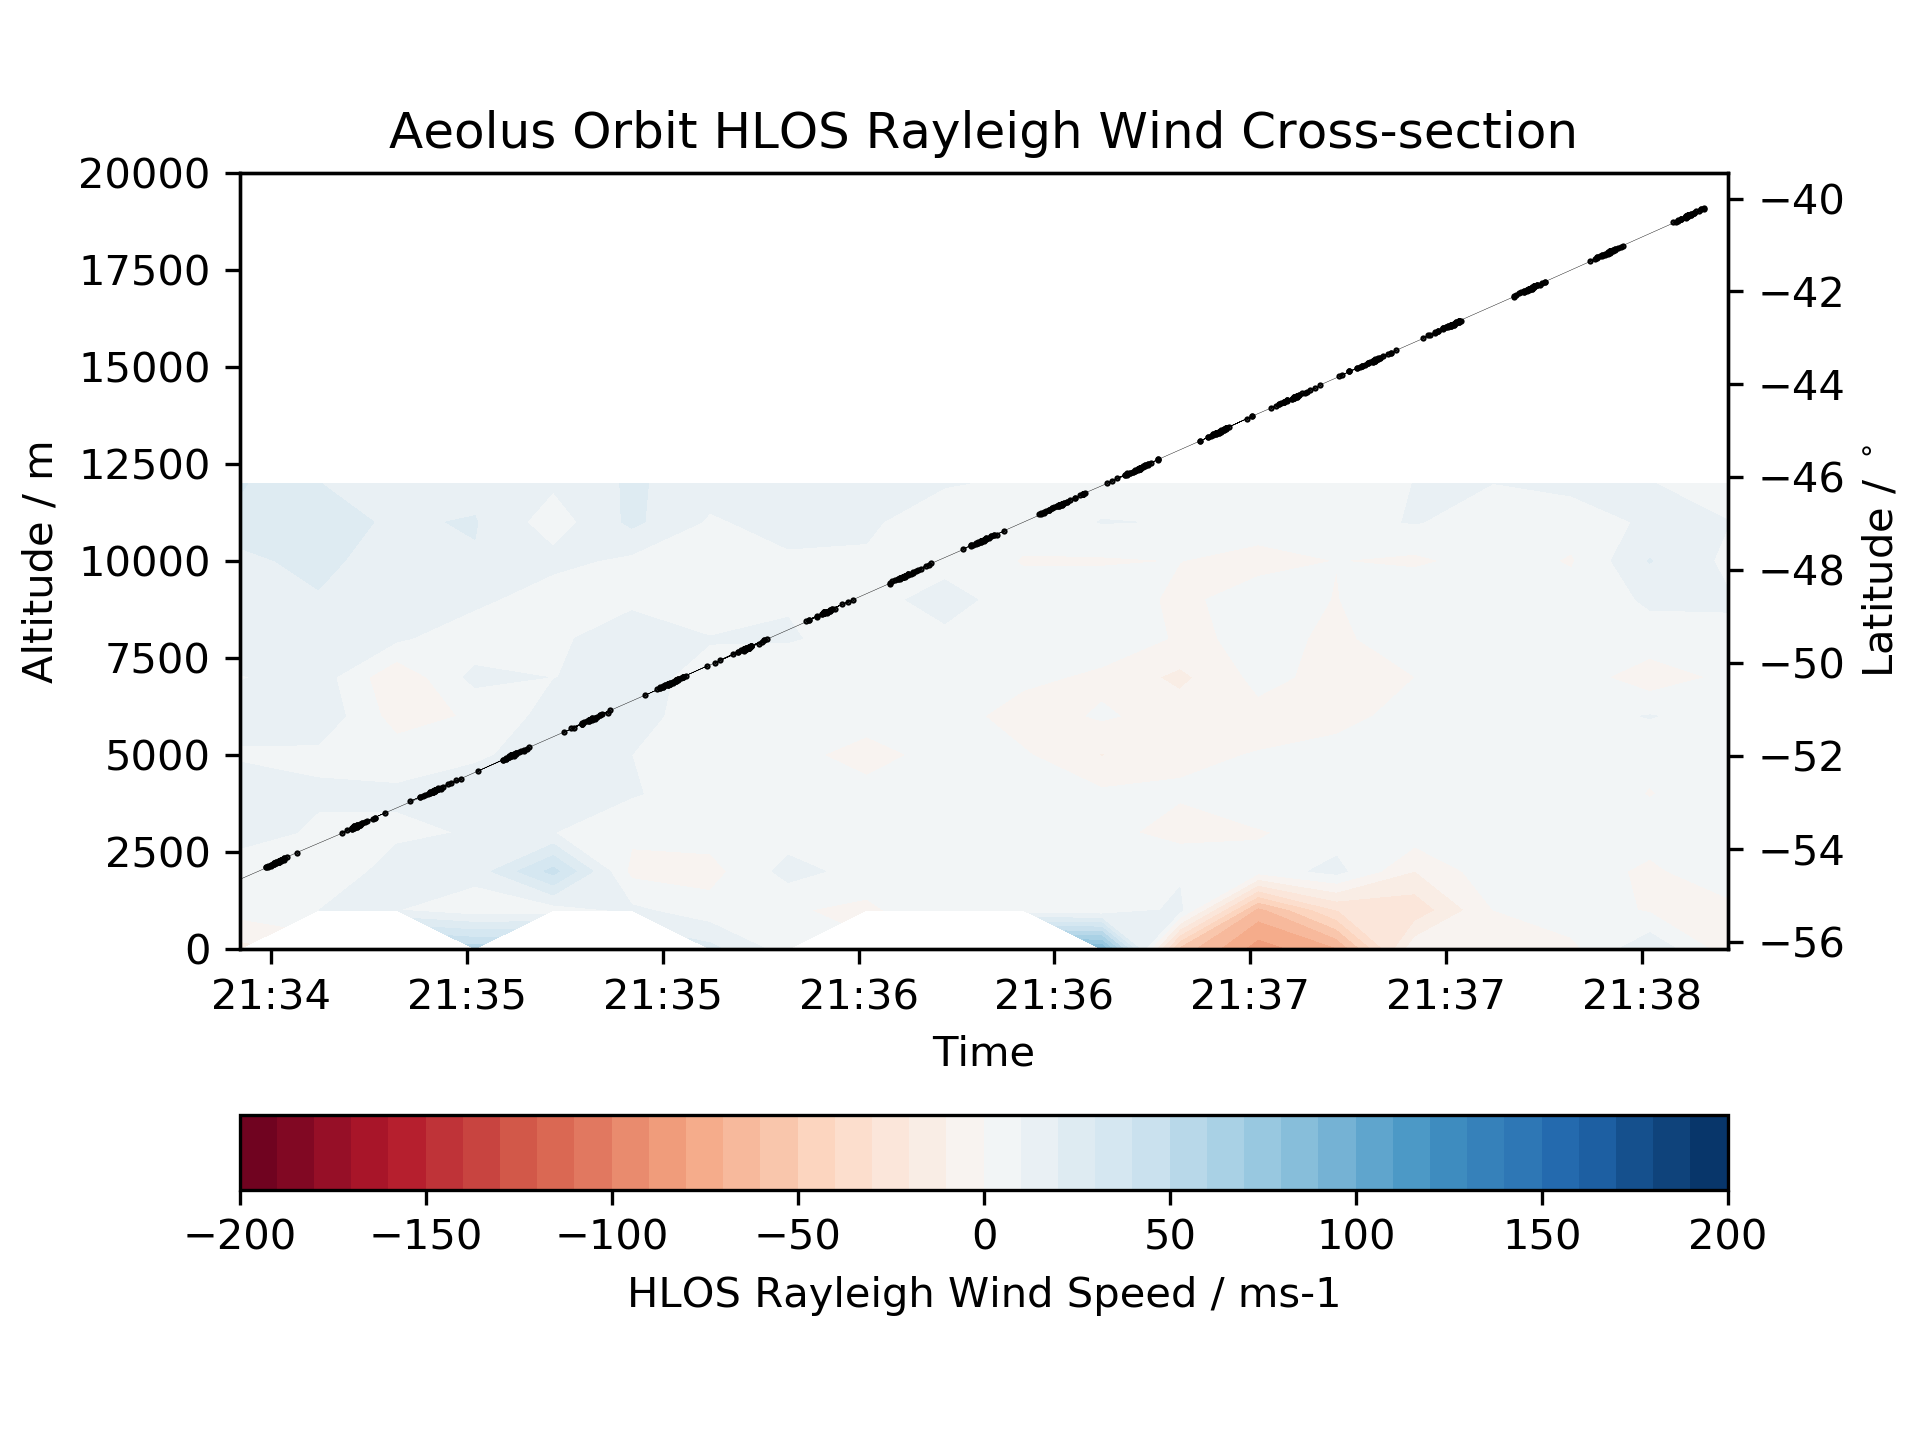 Aeolus Orbit HLOS Rayleigh Wind Cross-section
20000
17500
15000
12500
10000
7500
5000
2500
0
Altitude / m
−40
−42
−44
−46
−48
−50
−52
−54
−56
Latitude / °
21:34 21:35 21:35 21:36 21:36 21:37 21:37 21:38
Time
−200 −150 −100 −50 0 50 100 150 200
HLOS Rayleigh Wind Speed / ms-1